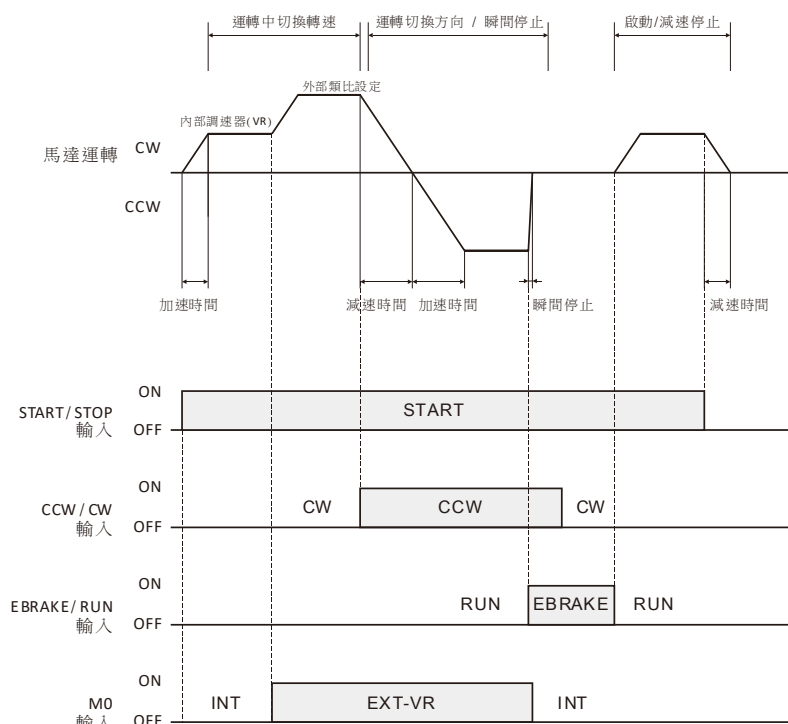 運轉中切換轉速
運轉切換方向 / 瞬間停止
啟動/減速停止
外部類比設定
內部調速器(VR)
馬達運轉
CW
CCW
加速時間
減速時間
加速時間
瞬間停止
減速時間
START/STOP
輸入
ON
OFF
START
CCW/CW
輸入
ON
OFF
CW
CCW
CW
EBRAKE/RUN
輸入
ON
OFF
RUN
EBRAKE
RUN
M0
輸入
ON
OFF
INT
EXT-VR
INT